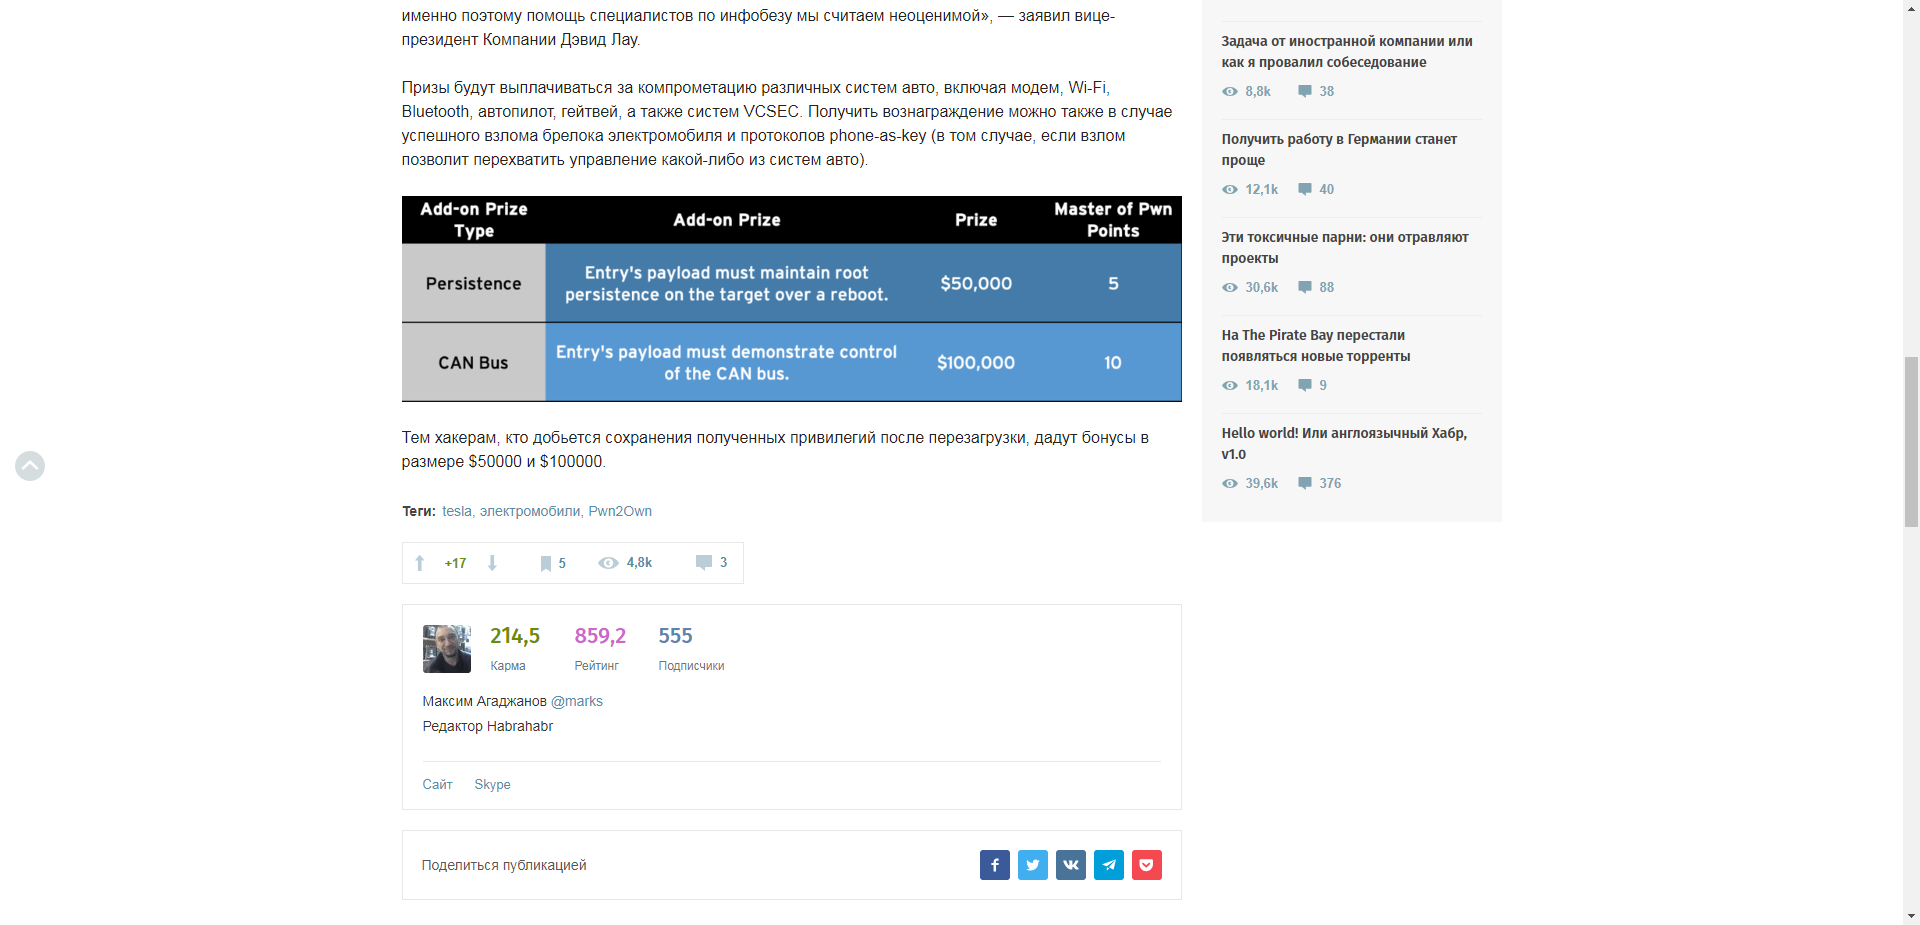 именно поэтому помощь специалистов по инфобезу мы считаем неоценимой», — заявил вице-
президент Компании Дэвид Лау.
Призы будут выплачиваться за компрометацию различных систем авто, включая модем, Wi-Fi,
Bluetooth, автопилот, гейтвей, а также систем VCSEC. Получить вознаграждение можно также в случае
успешного взлома брелока электромобиля и протоколов phone-as-key (в том случае, если взлом
позволит перехватить управление какой-либо из систем авто).
Add-on Prize
Type
Add-on Prize
Prize
Master of Pwn
Points
Persistence
Entry's payload must maintain root
persistence on the target over a reboot.
$50,000
5
CAN Bus
Entry's payload must demonstrate control
of the CAN bus.
$100,000
10
Тем хакерам, кто добьется сохранения полученных привилегий после перезагрузки, дадут бонусы в
размере $50000 и $100000.
Теги: tesla, электромобили, Pwn2Own
+17 5 4,8k 3
214,5 859,2 555
Карма Рейтинг Подписчики
Максим Агаджанов @marks
Редактор Habrahabr
Сайт Skype
Поделиться публикацией
Задача от иностранной компании или
как я провалил собеседование
8,8k 38
Получить работу в Германии станет
проще
12,1k 40
Эти токсичные парни: они отравляют
проекты
30,6k 88
На The Pirate Bay перестали
появляться новые торренты
18,1k 9
Hello world! Или англоязычный Хабр,
v1.0
39,6k 376